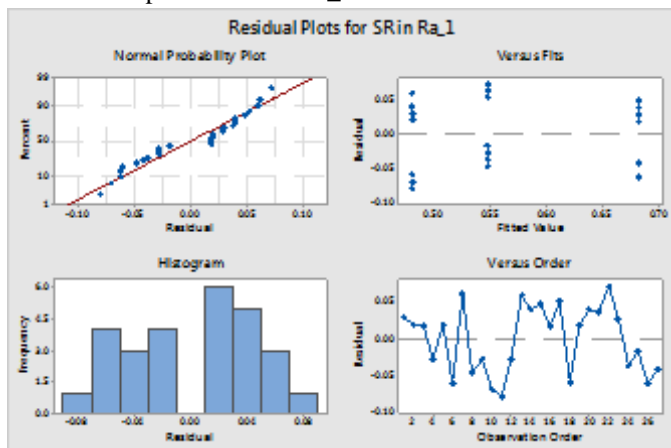 Residual Plots for SR in Ra_1
Normal Probability Plot
Versus Fits
99
90
50
10
1
Percent
-0.10
-0.05
0.00
0.05
0.10
Residual
0.05
0.00
-0.05
-0.10
Residual
0.50
0.55
0.60
0.65
0.70
Fitted Value
Histogram
Versus Order
6.0
4.5
3.0
1.5
0.0
Frequency
-0.08
-0.04
0.00
0.04
0.08
Residual
0.05
0.00
-0.05
-0.10
Residual
2 4 6 8 10 12 14 16 18 20 22 24 26
Observation Order